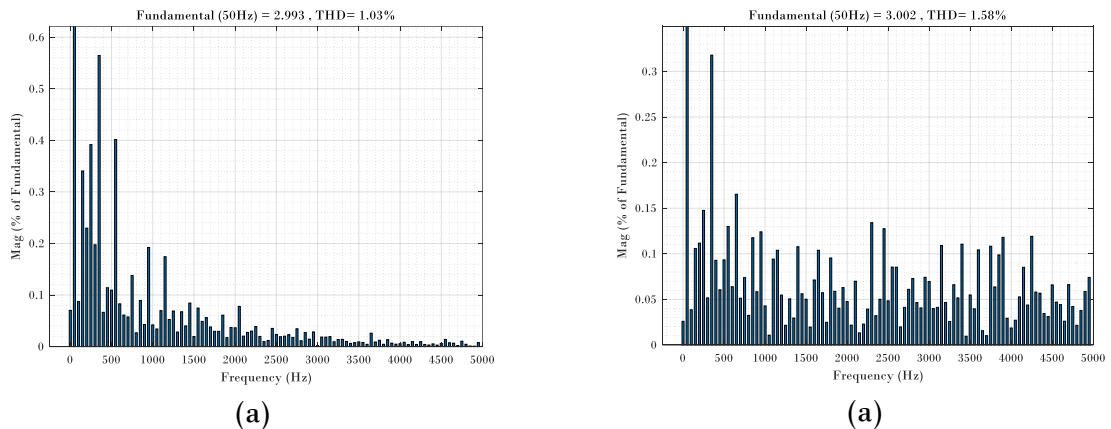 Fundamental (50Hz) = 2.993 , THD= 1.03%
0.6
0.5
0.4
0.3
0.2
0.1
0
Mag (% of Fundamental)
0 500 1000 1500 2000 2500 3000 3500 4000 4500 5000
Frequency (Hz)
(a)
Fundamental (50Hz) = 3.002 , THD= 1.58%
0.3
0.25
0.2
0.15
0.1
0.05
0
Mag (% of Fundamental)
0 500 1000 1500 2000 2500 3000 3500 4000 4500 5000
Frequency (Hz)
(a)